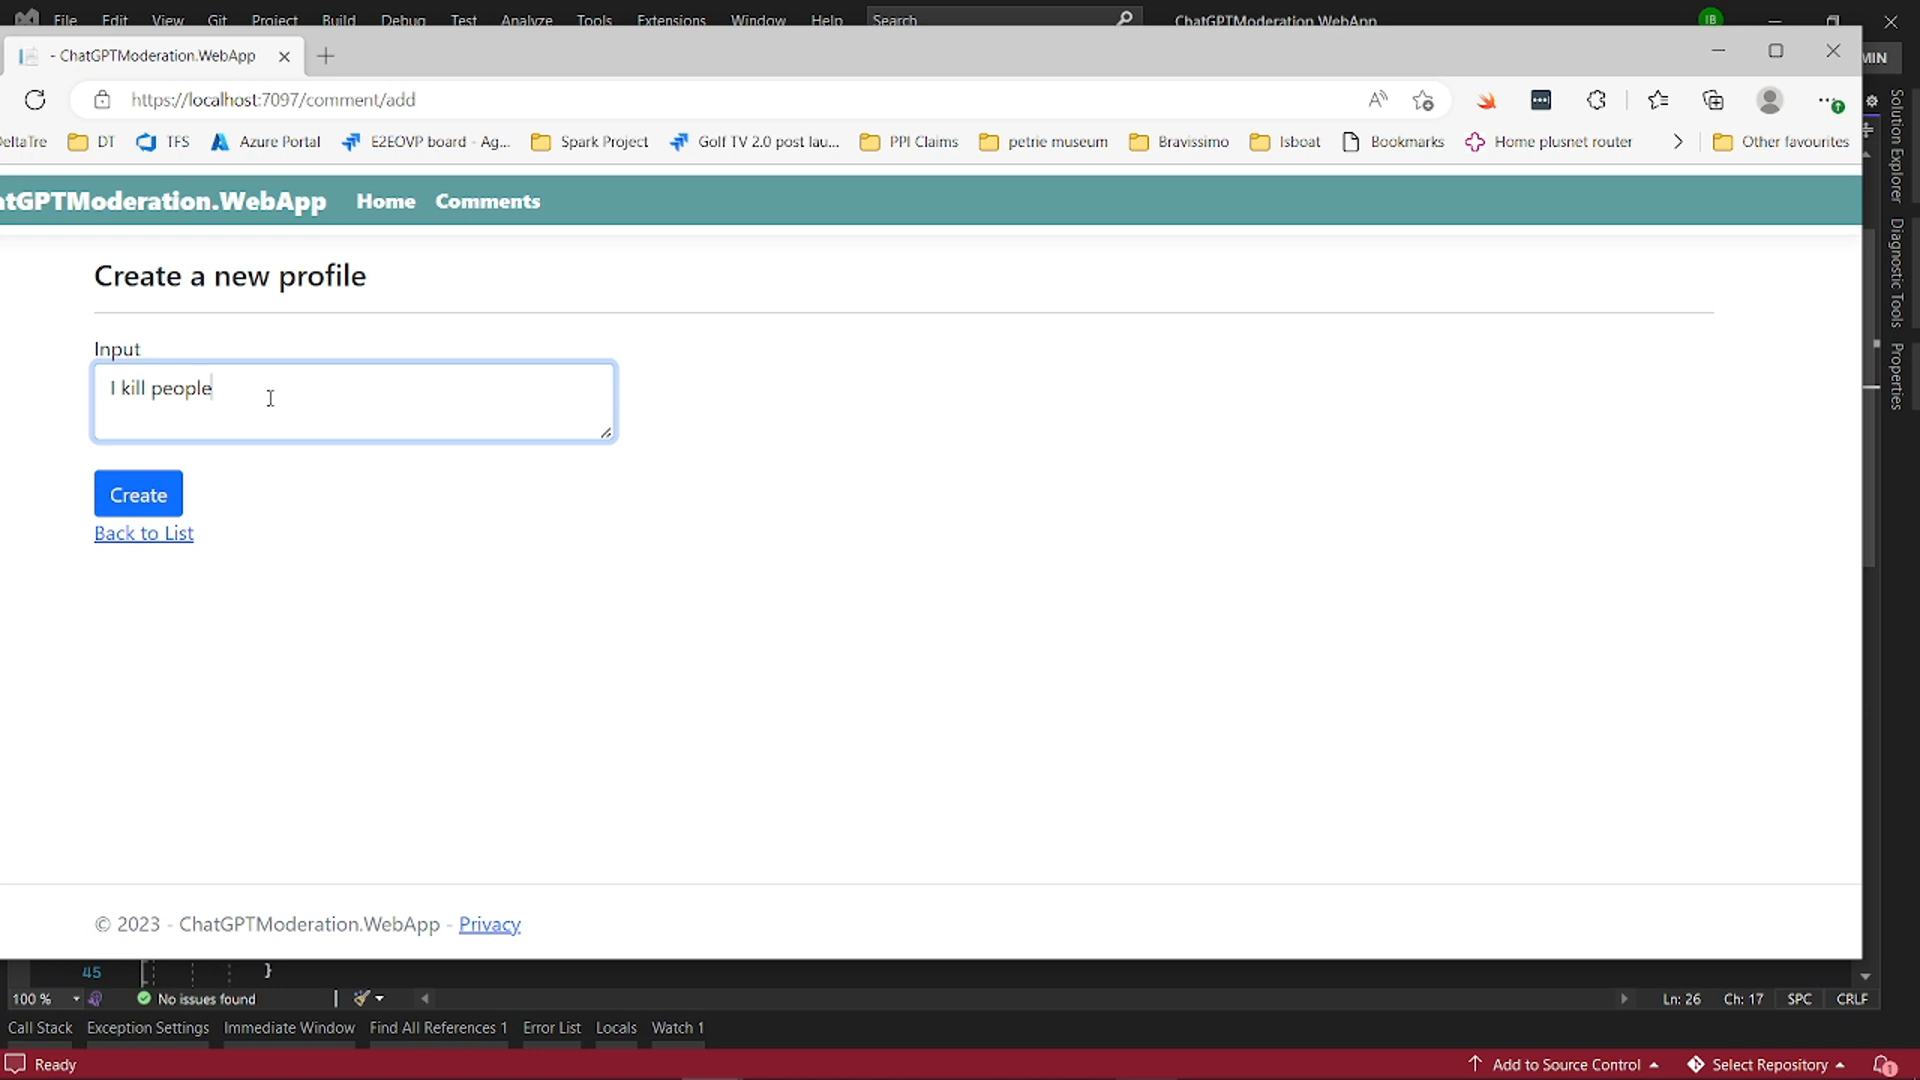 File Edit View Git Project Build Debug Test Analyze Tools Extensions Window Help Search ChatGPTModeration.WebApp IB
- ChatGPTModeration.WebApp
MIN
https://localhost:7097/comment/add
DeltaTre DT TFS Azure Portal E2EOVP board - Ag... Spark Project Golf TV 2.0 post lau... PPI Claims petrie museum Bravissimo Isboat Bookmarks Home plusnet router Other favourites
atGPTModeration.WebApp Home Comments
Create a new profile
Input
I kill people
Create
Back to List
© 2023 - ChatGPTModeration.WebApp - Privacy
Solution Explorer
Diagnostic Tools
Properties
45 }
100 % No issues found Ln: 26 Ch: 17 SPC CRLF
Call Stack Exception Settings Immediate Window Find All References 1 Error List Locals Watch 1
Ready Add to Source Control Select Repository 1